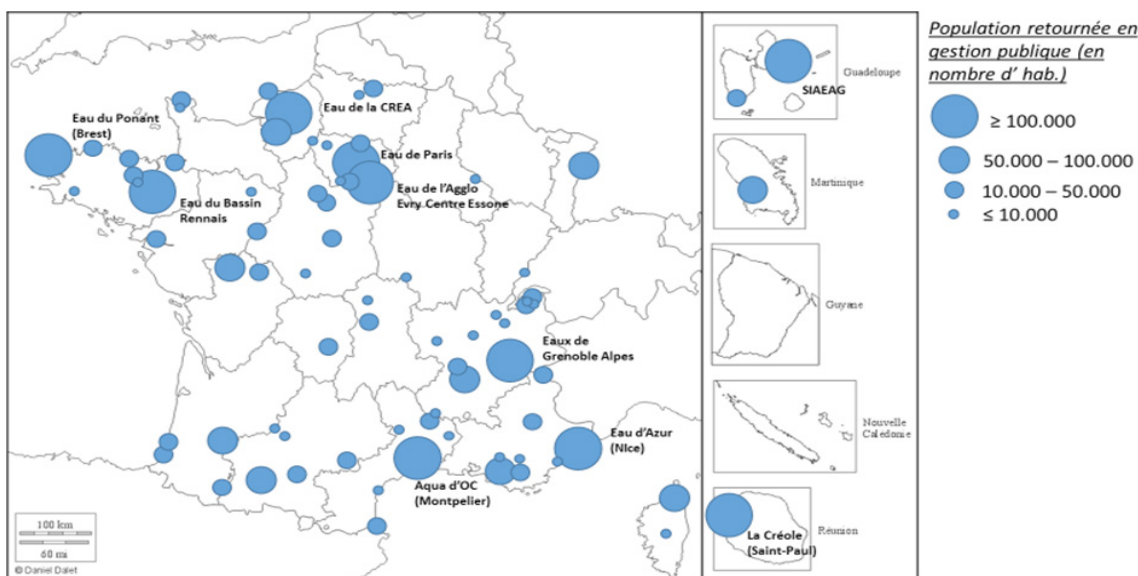 Population retournée en
gestion publique (en
nombre d' hab.)
≥ 100.000
50.000 – 100.000
10.000 – 50.000
≤ 10.000
Eau de la CREA
Eau du Ponant
(Brest)
Eau de Paris
Eau de l'Agglo
Evry Centre Essone
Eau du Bassin
Rennais
Eaux de
Grenoble Alpes
Eau d'Azur
(NIce)
Aqua d'OC
(Montpelier)
100 km
60 mi
© Daniel Dalet
Guadeloupe
SIAEAG
Martinique
Guyane
Nouvelle
Calédonie
Réunion
La Créole
(Saint-Paul)